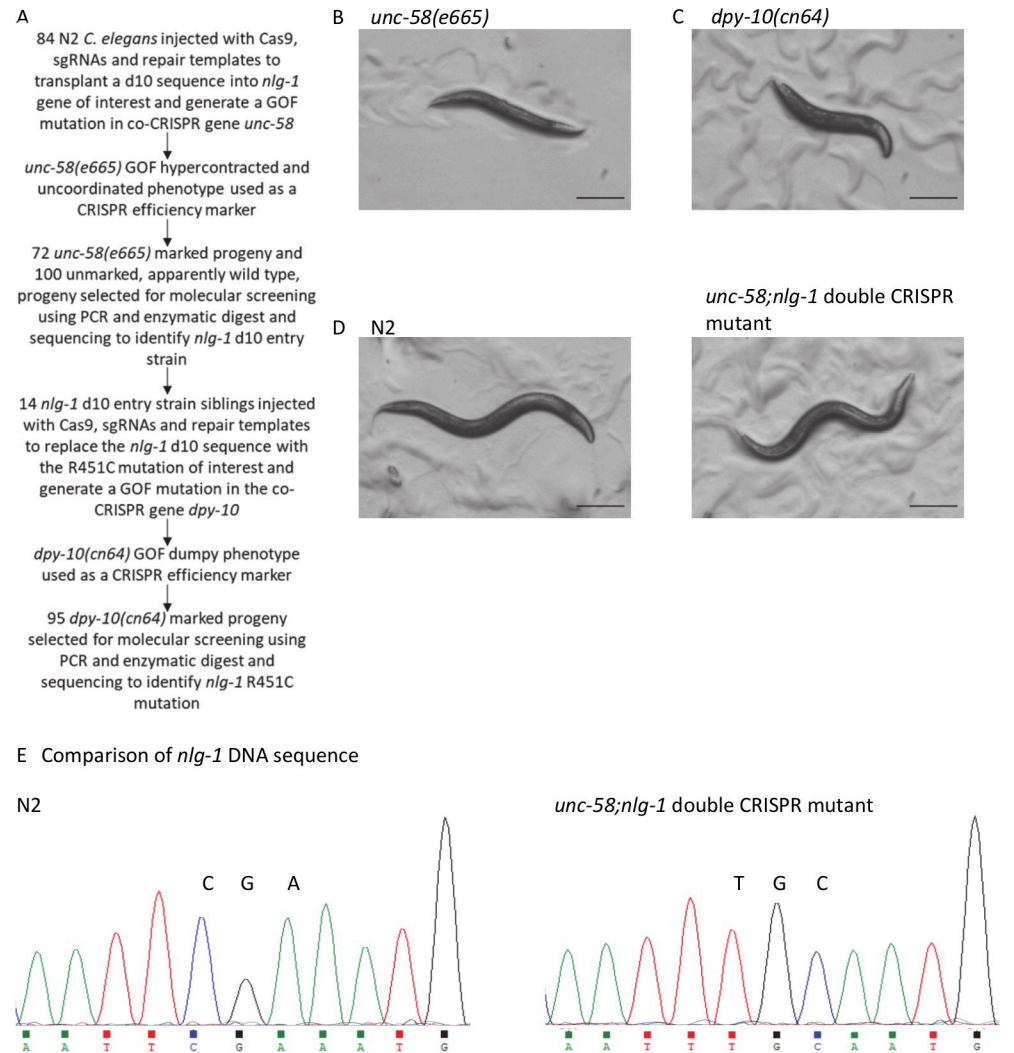 A
84 N2 C. elegans injected with Cas9,
sgRNAs and repair templates to
transplant a d10 sequence into nlg-1
gene of interest and generate a GOF
mutation in co-CRISPR gene unc-58
unc-58(e665) GOF hypercontracted and
uncoordinated phenotype used as a
CRISPR efficiency marker
72 unc-58(e665) marked progeny and
100 unmarked, apparently wild type,
progeny selected for molecular screening
using PCR and enzymatic digest and
sequencing to identify nlg-1 d10 entry
strain
14 nlg-1 d10 entry strain siblings injected
with Cas9, sgRNAs and repair templates
to replace the nlg-1 d10 sequence with
the R451C mutation of interest and
generate a GOF mutation in the co-
CRISPR gene dpy-10
dpy-10(cn64) GOF dumpy phenotype
used as a CRISPR efficiency marker
95 dpy-10(cn64) marked progeny
selected for molecular screening using
PCR and enzymatic digest and
sequencing to identify nlg-1 R451C
mutation
B unc-58(e665)
C dpy-10(cn64)
D N2
unc-58;nlg-1 double CRISPR
mutant
E Comparison of nlg-1 DNA sequence
N2
C G A
A A T T C G A A A T G
unc-58;nlg-1 double CRISPR mutant
T G C
A A T T T G C A A T G